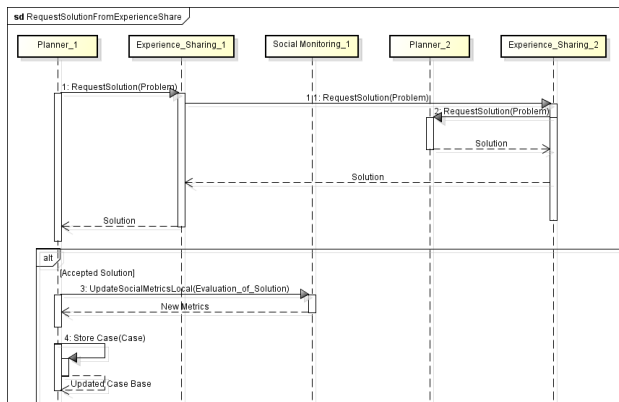 sd RequestSolutionFromExperienceShare
Planner_1 Experience_Sharing_1 Social Monitoring_1 Planner_2 Experience_Sharing_2
1: RequestSolution(Problem)
1.1: RequestSolution(Problem)
2: RequestSolution(Problem)
Solution
Solution
Solution
alt
[Accepted Solution]
3: UpdateSocialMetricsLocal(Evaluation_of_Solution)
New Metrics
4: Store Case(Case)
Updated Case Base